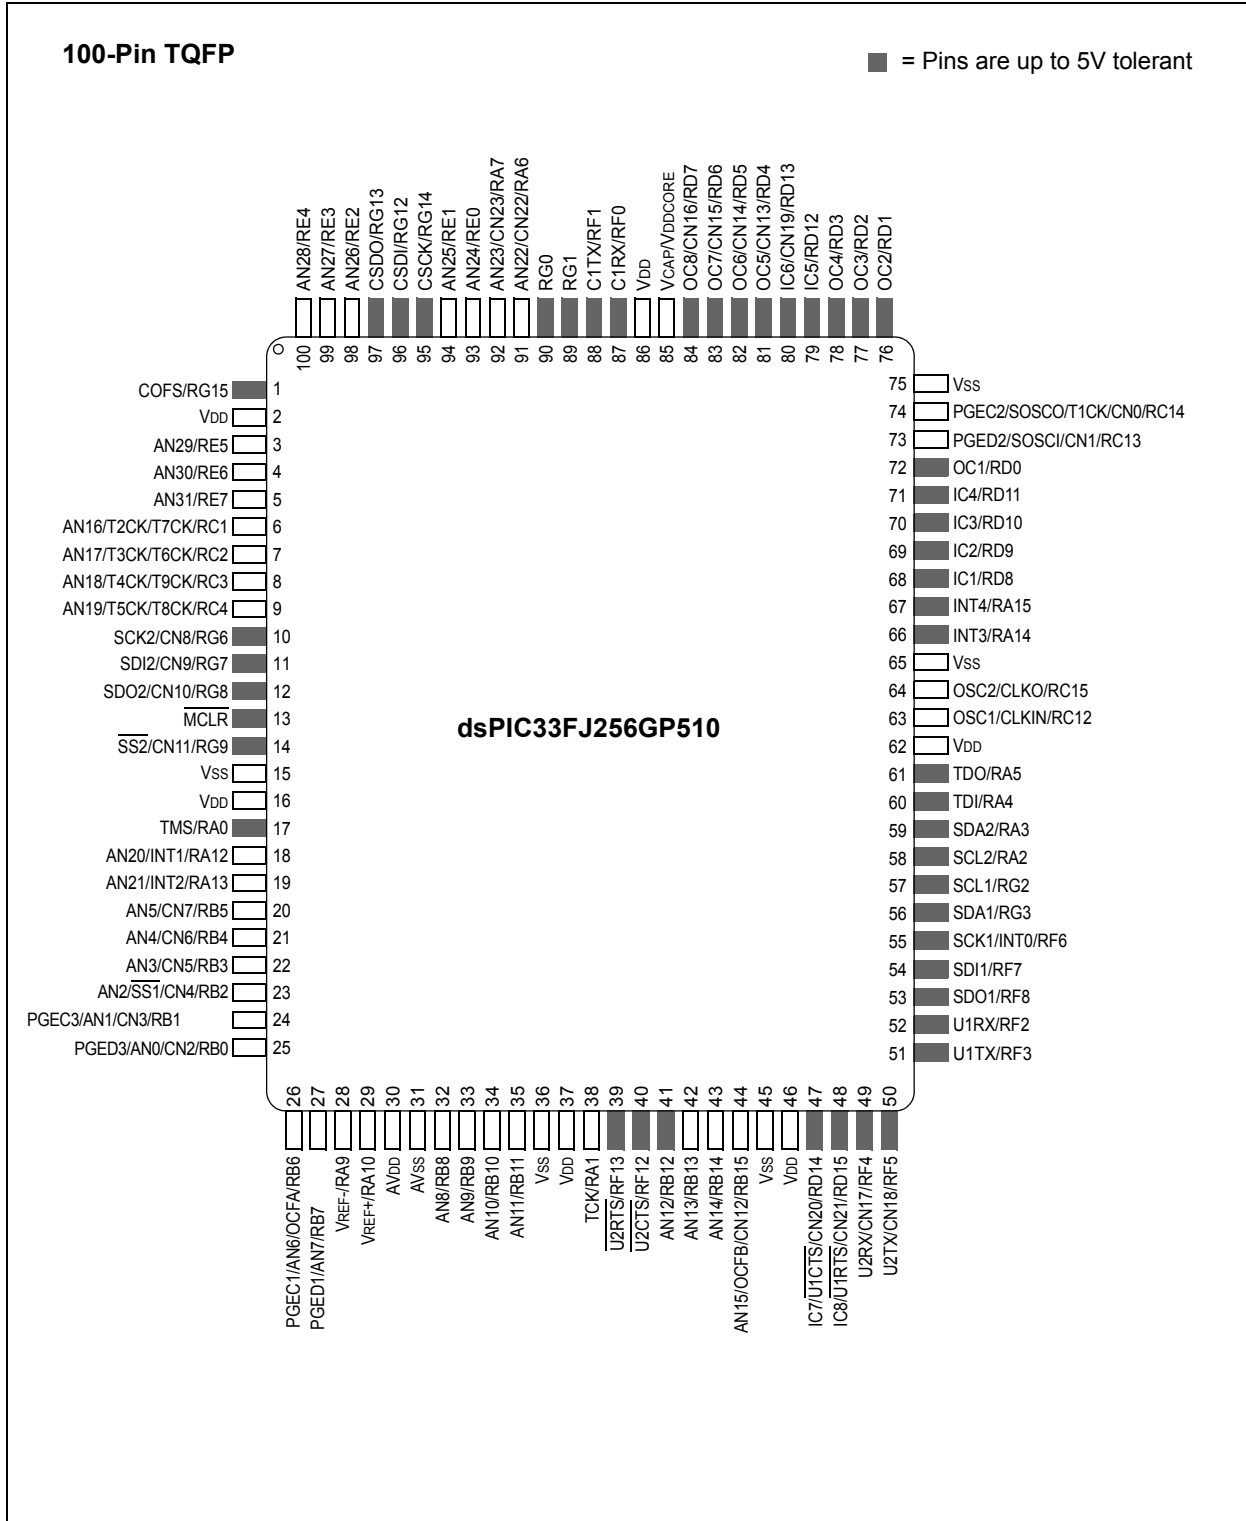 100-Pin TQFP
= Pins are up to 5V tolerant
AN28/RE4
AN27/RE3
AN26/RE2
CSDO/RG13
CSDI/RG12
CSCK/RG14
AN25/RE1
AN24/RE0
AN23/CN23/RA7
AN22/CN22/RA6
RG0
RG1
C1TX/RF1
C1RX/RF0
VDD
VCAP/VDDCORE
OC8/CN16/RD7
OC7/CN15/RD6
OC6/CN14/RD5
OC5/CN13/RD4
IC6/CN19/RD13
IC5/RD12
OC4/RD3
OC3/RD2
OC2/RD1
100
99
98
97
96
95
94
93
92
91
90
89
88
87
86
85
84
83
82
81
80
79
78
77
76
COFS/RG15 1
VDD 2
AN29/RE5 3
AN30/RE6 4
AN31/RE7 5
AN16/T2CK/T7CK/RC1 6
AN17/T3CK/T6CK/RC2 7
AN18/T4CK/T9CK/RC3 8
AN19/T5CK/T8CK/RC4 9
SCK2/CN8/RG6 10
SDI2/CN9/RG7 11
SDO2/CN10/RG8 12
MCLR 13
SS2/CN11/RG9 14
VSS 15
VDD 16
TMS/RA0 17
AN20/INT1/RA12 18
AN21/INT2/RA13 19
AN5/CN7/RB5 20
AN4/CN6/RB4 21
AN3/CN5/RB3 22
AN2/SS1/CN4/RB2 23
PGEC3/AN1/CN3/RB1 24
PGED3/AN0/CN2/RB0 25
dsPIC33FJ256GP510
75 VSS
74 PGEC2/SOSCO/T1CK/CN0/RC14
73 PGED2/SOSCI/CN1/RC13
72 OC1/RD0
71 IC4/RD11
70 IC3/RD10
69 IC2/RD9
68 IC1/RD8
67 INT4/RA15
66 INT3/RA14
65 VSS
64 OSC2/CLKO/RC15
63 OSC1/CLKIN/RC12
62 VDD
61 TDO/RA5
60 TDI/RA4
59 SDA2/RA3
58 SCL2/RA2
57 SCL1/RG2
56 SDA1/RG3
55 SCK1/INT0/RF6
54 SDI1/RF7
53 SDO1/RF8
52 U1RX/RF2
51 U1TX/RF3
26
27
28
29
30
31
32
33
34
35
36
37
38
39
40
41
42
43
44
45
46
47
48
49
50
PGEC1/AN6/OCFA/RB6
PGED1/AN7/RB7
VREF-/RA9
VREF+/RA10
AVDD
AVSS
AN8/RB8
AN9/RB9
AN10/RB10
AN11/RB11
VSS
VDD
TCK/RA1
U2RTS/RF13
U2CTS/RF12
AN12/RB12
AN13/RB13
AN14/RB14
AN15/OCFB/CN12/RB15
VSS
VDD
IC7/U1CTS/CN20/RD14
IC8/U1RTS/CN21/RD15
U2RX/CN17/RF4
U2TX/CN18/RF5